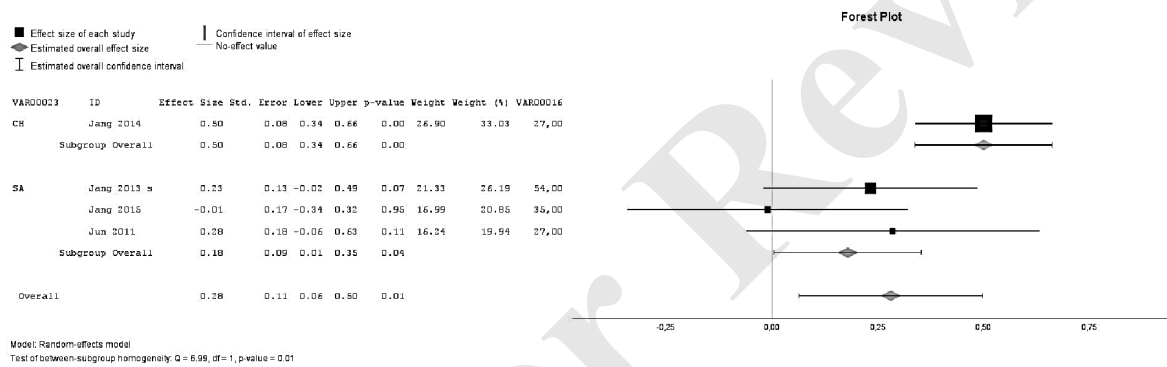 Forest Plot
Effect size of each study
Confidence interval of effect size
Estimated overall effect size
No-effect value
Estimated overall confidence interval
VAR00023 ID Effect Size Std. Error Lower Upper p-value Weight Weight (%) VAR00016
CH Jang 2014 0.50 0.08 0.34 0.66 0.00 26.90 33.03 27,00
Subgroup Overall 0.50 0.08 0.34 0.66 0.00
SA Jang 2013 s 0.23 0.13 -0.02 0.49 0.07 21.33 26.19 54,00
Jang 2015 -0.01 0.17 -0.34 0.32 0.95 16.99 20.85 35,00
Jun 2011 0.28 0.18 -0.06 0.63 0.11 16.24 19.94 27,00
Subgroup Overall 0.18 0.09 0.01 0.35 0.04
Overall 0.28 0.11 0.06 0.50 0.01
-0,25 0,00 0,25 0,50 0,75
Model: Random-effects model
Test of between-subgroup homogeneity: Q = 6.99, df = 1, p-value = 0.01
r Revi